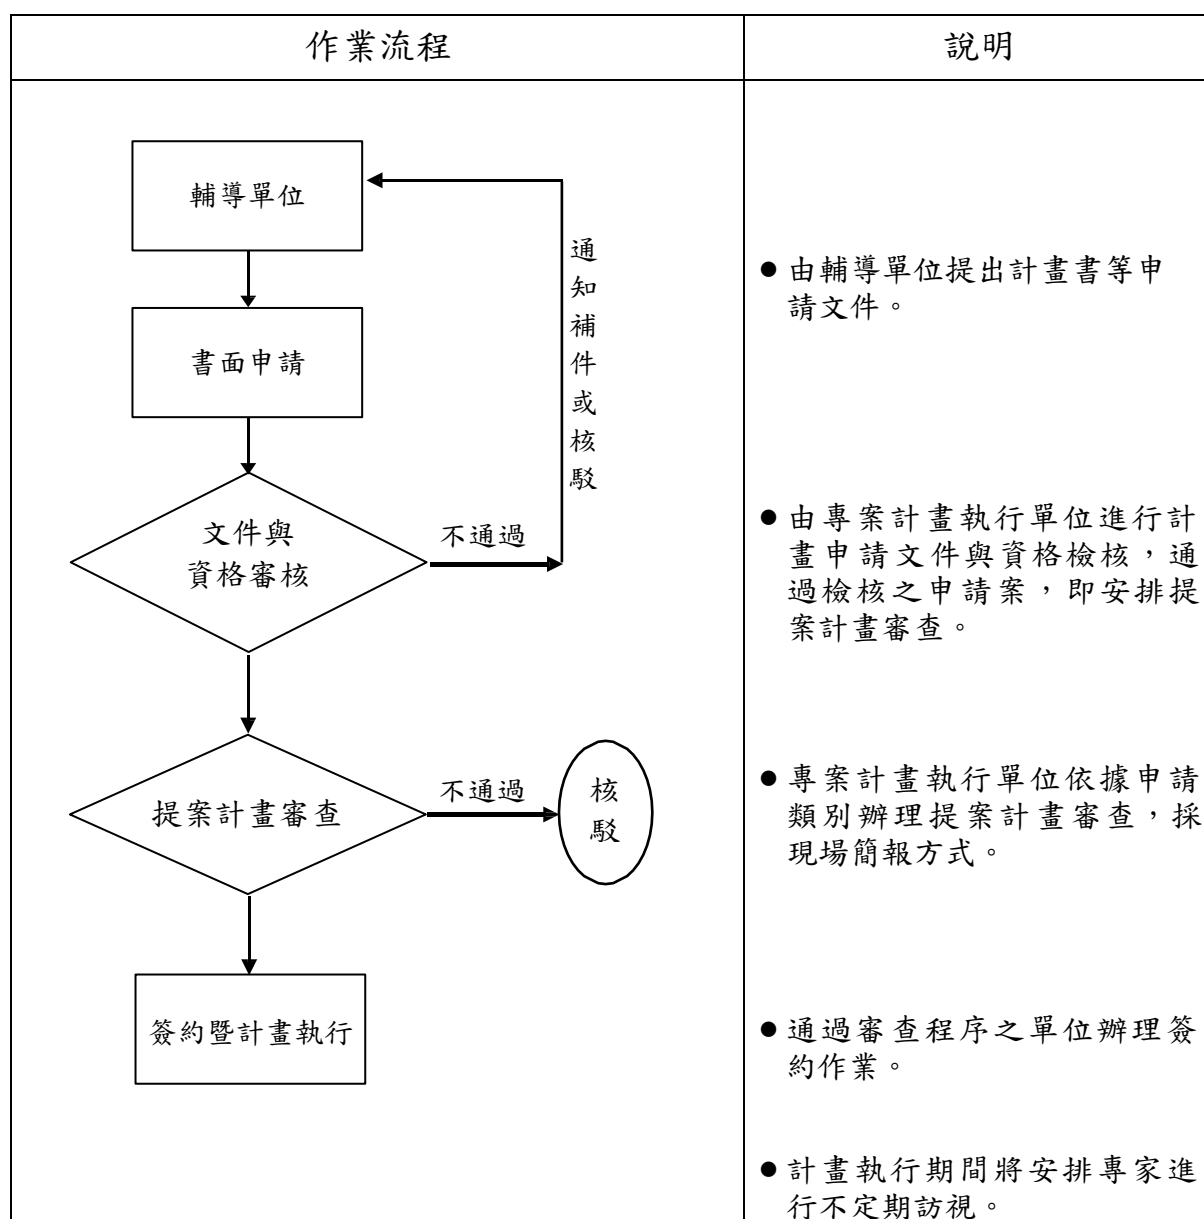 作業流程
說明
輔導單位
書面申請
通知補件或核駁
文件與
資格審核
不通過
提案計畫審查
不通過
核
駁
簽約暨計畫執行
●由輔導單位提出計畫書等申
請文件。
●由專案計畫執行單位進行計
畫申請文件與資格檢核，通
過檢核之申請案，即安排提
案計畫審查。
●專案計畫執行單位依據申請
類別辦理提案計畫審查，採
現場簡報方式。
●通過審查程序之單位辦理簽
約作業。
●計畫執行期間將安排專家進
行不定期訪視。